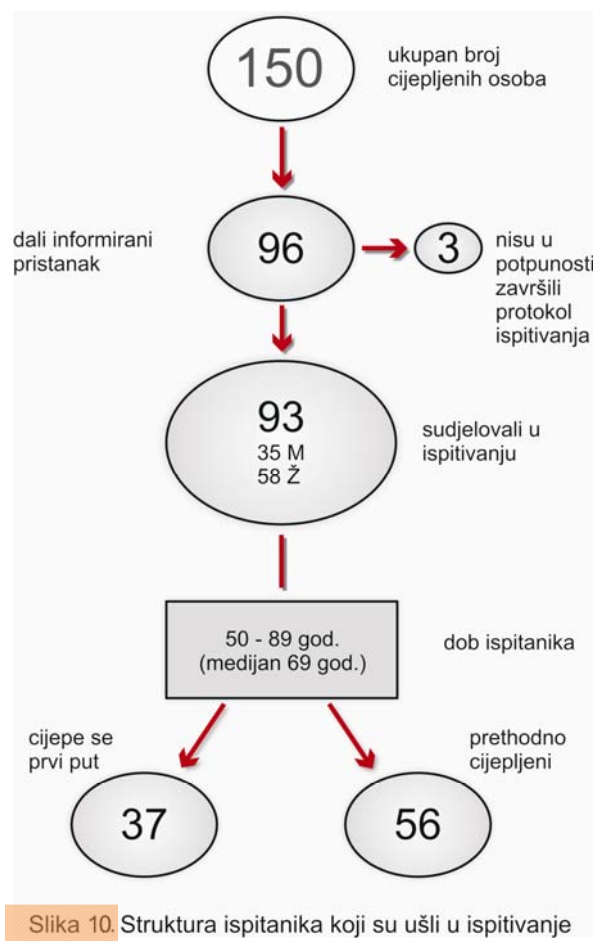 150
ukupan broj
cijepljenih osoba
dali informirani
pristanak
96
3
nisu u
potpunosti
završili
protokol
ispitivanja
93
35 M
58 Ž
sudjelovali u
ispitivanju
50 - 89 god.
(medijan 69 god.)
dob ispitanika
cijepe se
prvi put
prethodno
cijepljeni
37
56
Slika 10. Struktura ispitanika koji su ušli u ispitivanje